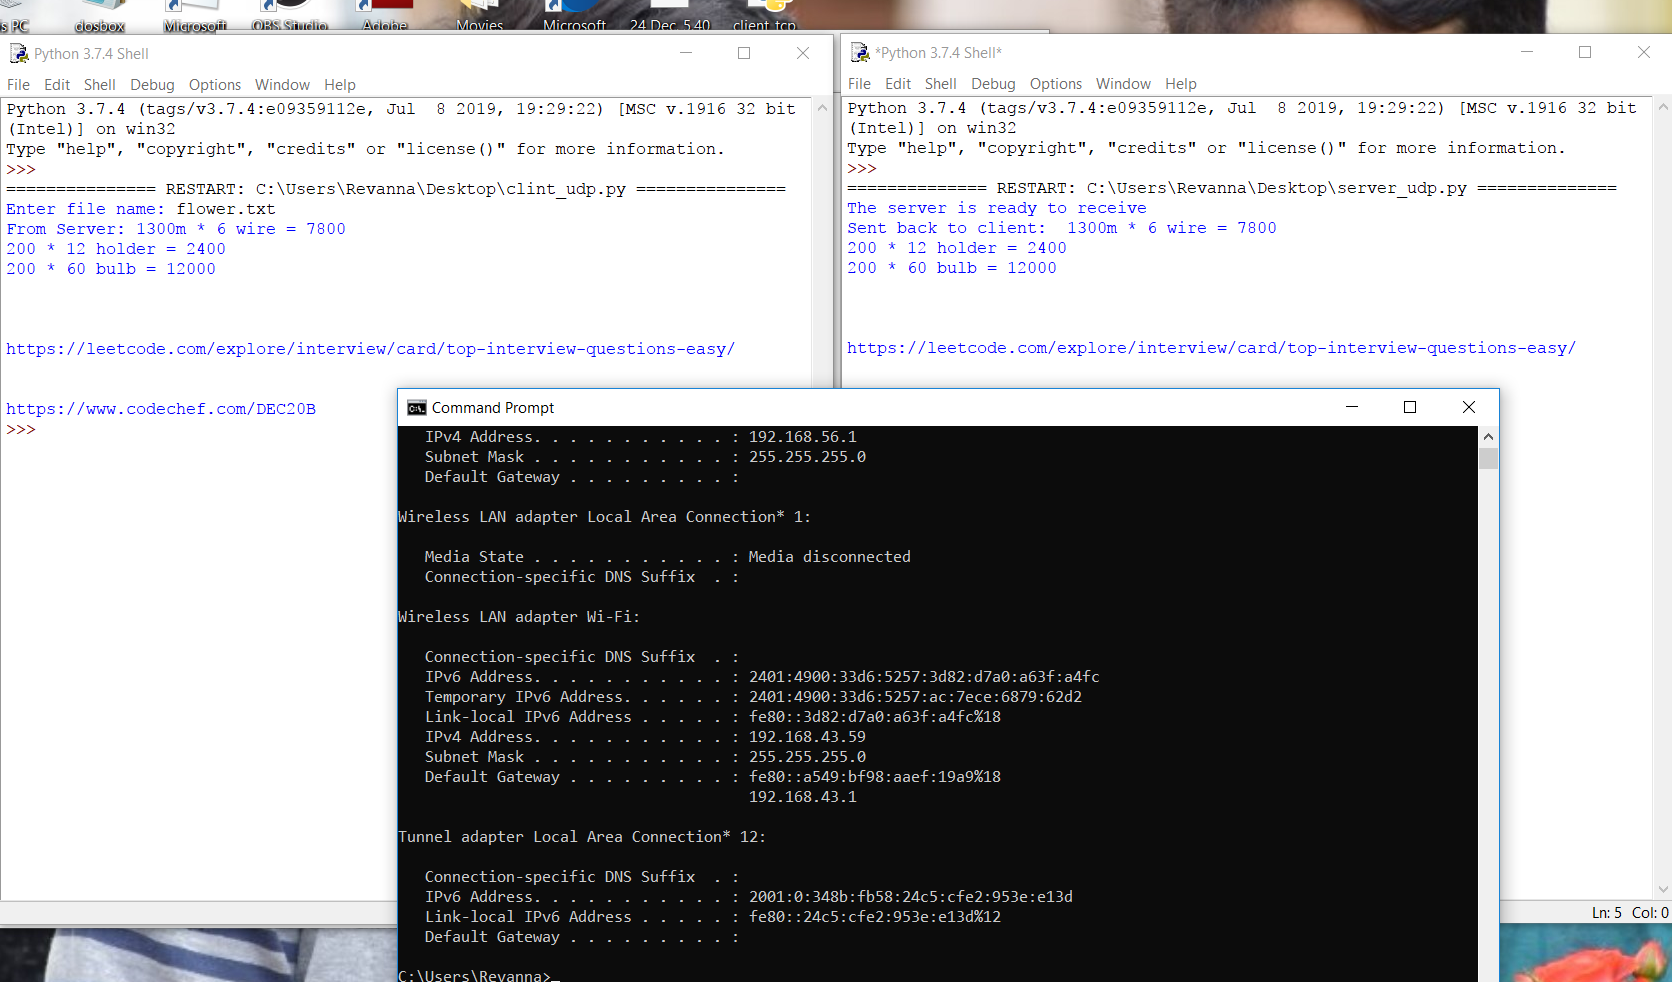 is PC
dosbox
Microsoft
OBS Studio
Adobe
Movies
Microsoft
24 Dec, 5.40
client_tcp
Python 3.7.4 Shell
File Edit Shell Debug Options Window Help
Python 3.7.4 (tags/v3.7.4:e09359112e, Jul  8 2019, 19:29:22) [MSC v.1916 32 bit
(Intel)] on win32
Type "help", "copyright", "credits" or "license()" for more information.
>>>
=============== RESTART: C:\Users\Revanna\Desktop\clint_udp.py ===============
Enter file name: flower.txt
From Server: 1300m * 6 wire = 7800
200 * 12 holder = 2400
200 * 60 bulb = 12000
https://leetcode.com/explore/interview/card/top-interview-questions-easy/
https://www.codechef.com/DEC20B
>>>
*Python 3.7.4 Shell*
File Edit Shell Debug Options Window Help
Python 3.7.4 (tags/v3.7.4:e09359112e, Jul  8 2019, 19:29:22) [MSC v.1916 32 bit
(Intel)] on win32
Type "help", "copyright", "credits" or "license()" for more information.
>>>
============== RESTART: C:\Users\Revanna\Desktop\server_udp.py ==============
The server is ready to receive
Sent back to client:  1300m * 6 wire = 7800
200 * 12 holder = 2400
200 * 60 bulb = 12000
https://leetcode.com/explore/interview/card/top-interview-questions-easy/
Ln: 5 Col: 0
Command Prompt
IPv4 Address. . . . . . . . . . . : 192.168.56.1
Subnet Mask . . . . . . . . . . . : 255.255.255.0
Default Gateway . . . . . . . . . :
Wireless LAN adapter Local Area Connection* 1:
Media State . . . . . . . . . . . : Media disconnected
Connection-specific DNS Suffix  . :
Wireless LAN adapter Wi-Fi:
Connection-specific DNS Suffix  . :
IPv6 Address. . . . . . . . . . . : 2401:4900:33d6:5257:3d82:d7a0:a63f:a4fc
Temporary IPv6 Address. . . . . . : 2401:4900:33d6:5257:ac:7ece:6879:62d2
Link-local IPv6 Address . . . . . : fe80::3d82:d7a0:a63f:a4fc%18
IPv4 Address. . . . . . . . . . . : 192.168.43.59
Subnet Mask . . . . . . . . . . . : 255.255.255.0
Default Gateway . . . . . . . . . : fe80::a549:bf98:aaef:19a9%18
192.168.43.1
Tunnel adapter Local Area Connection* 12:
Connection-specific DNS Suffix  . :
IPv6 Address. . . . . . . . . . . : 2001:0:348b:fb58:24c5:cfe2:953e:e13d
Link-local IPv6 Address . . . . . : fe80::24c5:cfe2:953e:e13d%12
Default Gateway . . . . . . . . . :
C:\Users\Revanna>_